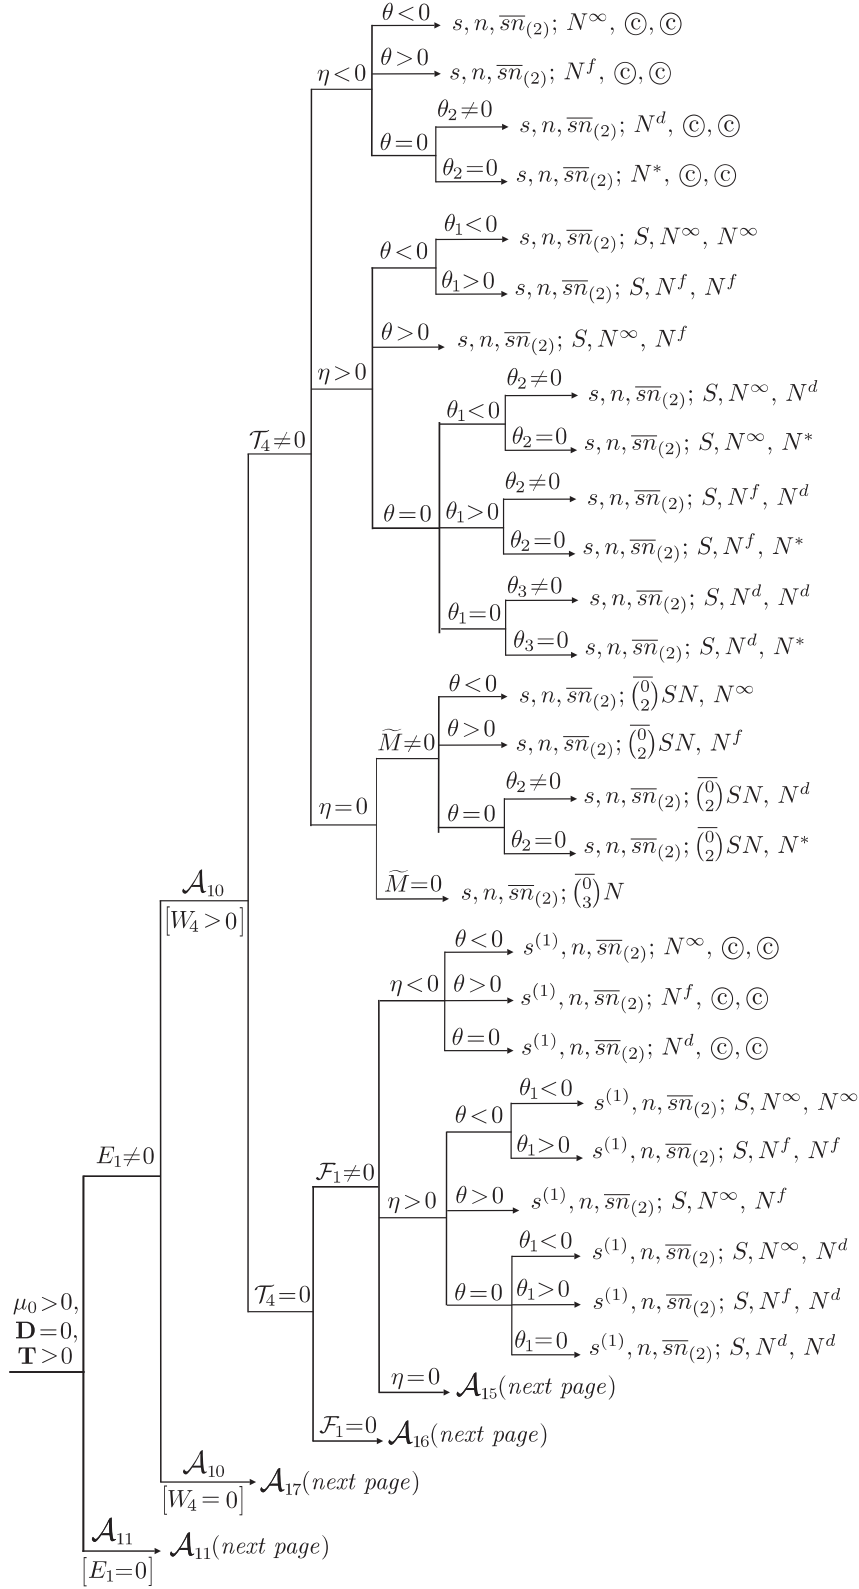 θ<0
s, n, \overline{sn}_{(2)}; N^∞, ⓒ, ⓒ
θ>0
s, n, \overline{sn}_{(2)}; N^f, ⓒ, ⓒ
η<0
θ_2≠0
s, n, \overline{sn}_{(2)}; N^d, ⓒ, ⓒ
θ=0
θ_2=0
s, n, \overline{sn}_{(2)}; N^*, ⓒ, ⓒ
θ_1<0
s, n, \overline{sn}_{(2)}; S, N^∞, N^∞
θ<0
θ_1>0
s, n, \overline{sn}_{(2)}; S, N^f, N^f
θ>0
s, n, \overline{sn}_{(2)}; S, N^∞, N^f
η>0
θ_2≠0
s, n, \overline{sn}_{(2)}; S, N^∞, N^d
θ_1<0
θ_2=0
s, n, \overline{sn}_{(2)}; S, N^∞, N^*
𝒯_4≠0
θ_2≠0
s, n, \overline{sn}_{(2)}; S, N^f, N^d
θ=0
θ_1>0
θ_2=0
s, n, \overline{sn}_{(2)}; S, N^f, N^*
θ_3≠0
s, n, \overline{sn}_{(2)}; S, N^d, N^d
θ_1=0
θ_3=0
s, n, \overline{sn}_{(2)}; S, N^d, N^*
θ<0
s, n, \overline{sn}_{(2)}; \overline{\binom{0}{2}}SN, N^∞
\widetilde{M}≠0
θ>0
s, n, \overline{sn}_{(2)}; \overline{\binom{0}{2}}SN, N^f
θ_2≠0
s, n, \overline{sn}_{(2)}; \overline{\binom{0}{2}}SN, N^d
η=0
θ=0
θ_2=0
s, n, \overline{sn}_{(2)}; \overline{\binom{0}{2}}SN, N^*
\widetilde{M}=0
s, n, \overline{sn}_{(2)}; \overline{\binom{0}{3}}N
𝒜_{10}
[W_4>0]
θ<0
s^{(1)}, n, \overline{sn}_{(2)}; N^∞, ⓒ, ⓒ
η<0
θ>0
s^{(1)}, n, \overline{sn}_{(2)}; N^f, ⓒ, ⓒ
θ=0
s^{(1)}, n, \overline{sn}_{(2)}; N^d, ⓒ, ⓒ
θ_1<0
s^{(1)}, n, \overline{sn}_{(2)}; S, N^∞, N^∞
θ<0
θ_1>0
s^{(1)}, n, \overline{sn}_{(2)}; S, N^f, N^f
E_1≠0
ℱ_1≠0
η>0
θ>0
s^{(1)}, n, \overline{sn}_{(2)}; S, N^∞, N^f
θ_1<0
s^{(1)}, n, \overline{sn}_{(2)}; S, N^∞, N^d
𝒯_4=0
θ=0
θ_1>0
s^{(1)}, n, \overline{sn}_{(2)}; S, N^f, N^d
θ_1=0
s^{(1)}, n, \overline{sn}_{(2)}; S, N^d, N^d
μ_0>0,
D=0,
T>0
η=0
𝒜_{15}(next page)
ℱ_1=0
𝒜_{16}(next page)
𝒜_{10}
[W_4=0]
𝒜_{17}(next page)
𝒜_{11}
[E_1=0]
𝒜_{11}(next page)